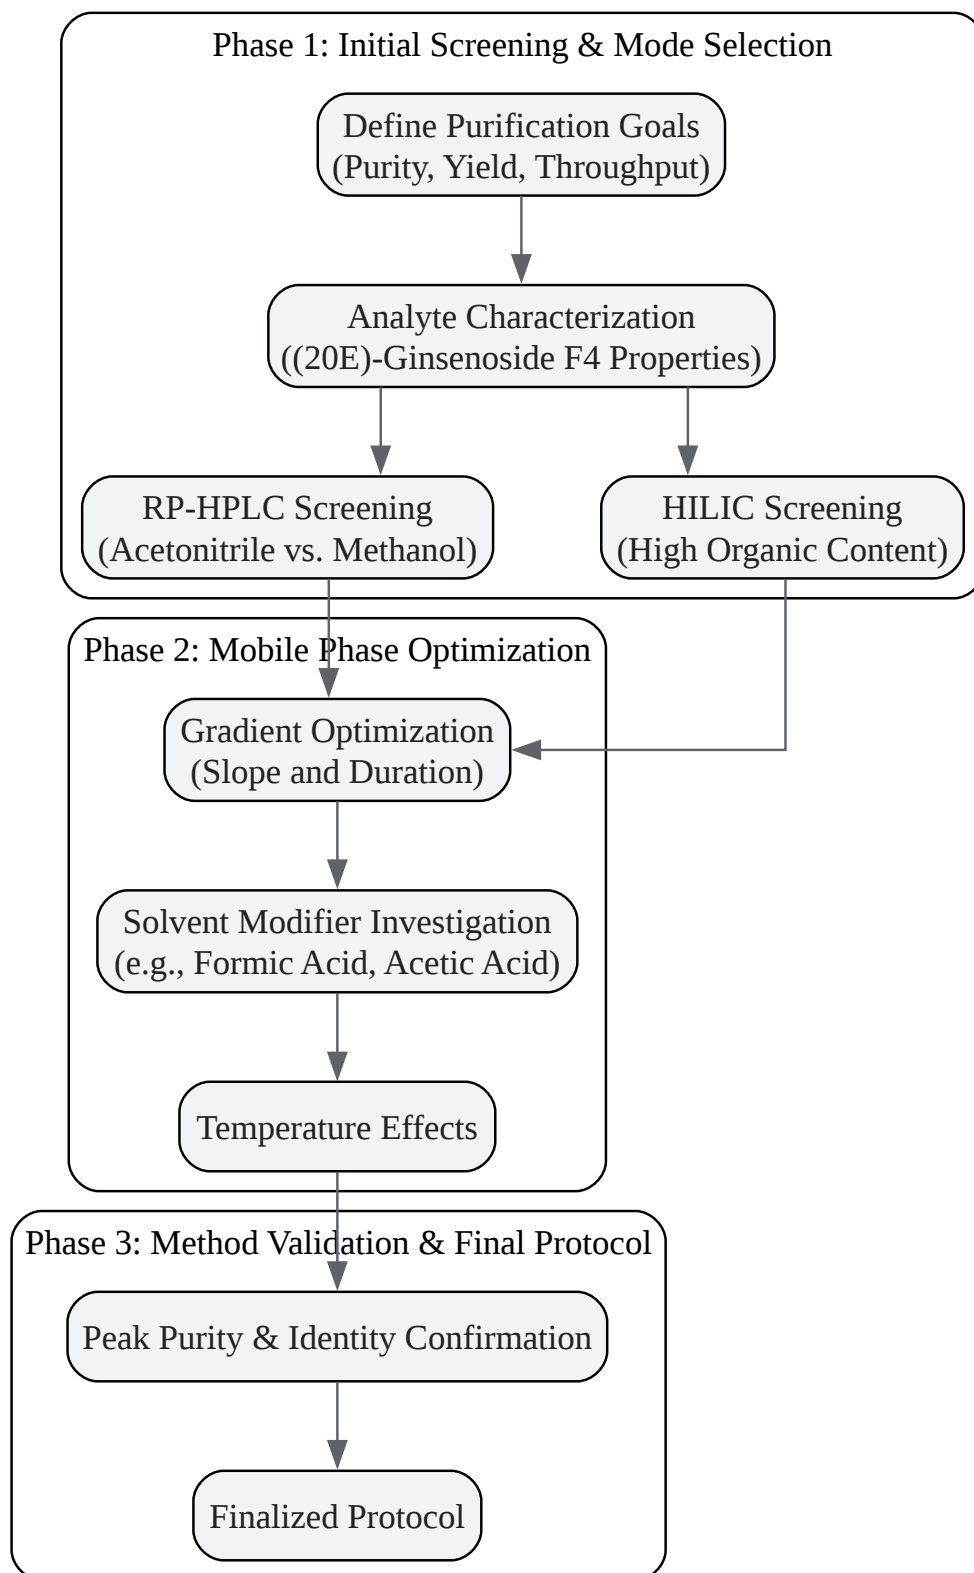 Phase 1: Initial Screening & Mode Selection
Define Purification Goals
(Purity, Yield, Throughput)
Analyte Characterization
((20E)-Ginsenoside F4 Properties)
RP-HPLC Screening
(Acetonitrile vs. Methanol)
HILIC Screening
(High Organic Content)
Phase 2: Mobile Phase Optimization
Gradient Optimization
(Slope and Duration)
Solvent Modifier Investigation
(e.g., Formic Acid, Acetic Acid)
Temperature Effects
Phase 3: Method Validation & Final Protocol
Peak Purity & Identity Confirmation
Finalized Protocol